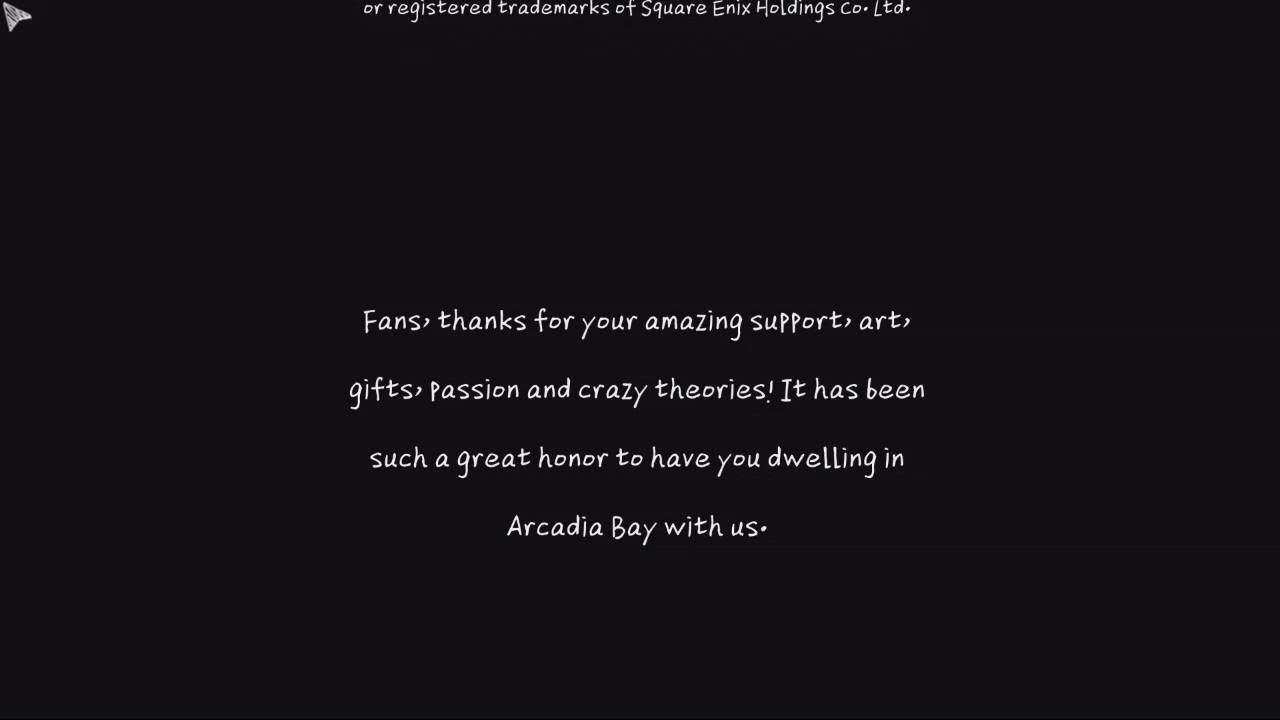 or registered trademarks of Square Enix Holdings Co. Ltd.
Fans, thanks for your amazing support, art,
gifts, passion and crazy theories! It has been
such a great honor to have you dwelling in
Arcadia Bay with us.